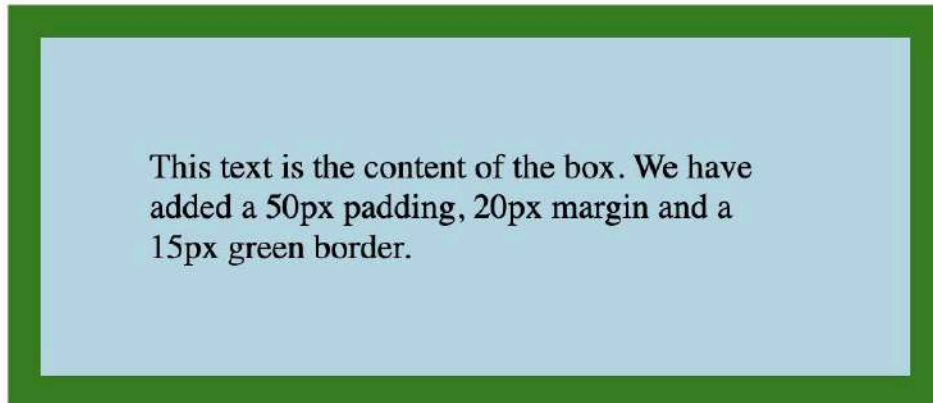 This text is the content of the box. We have
added a 50px padding, 20px margin and a
15px green border.